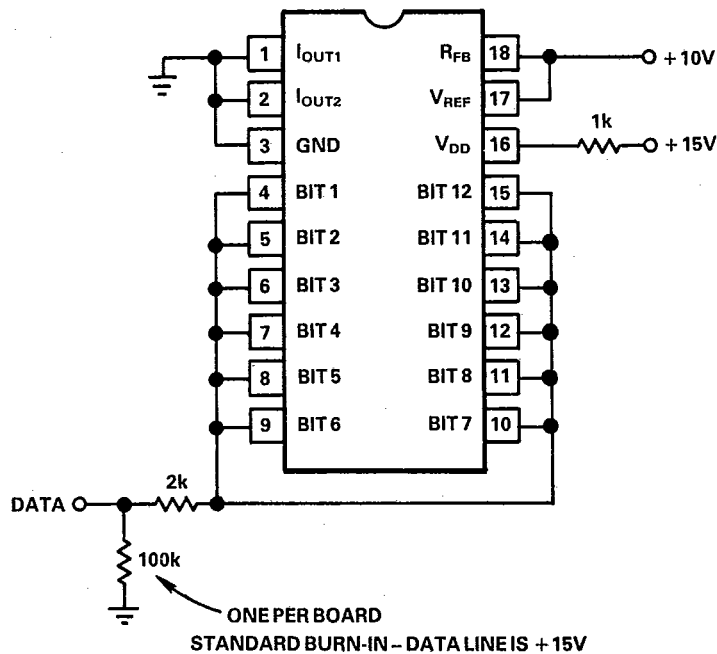 1 IOUT1 RFB 18 +10V
2 IOUT2 VREF 17
1k
3 GND VDD 16 +15V
4 BIT 1 BIT 12 15
5 BIT 2 BIT 11 14
6 BIT 3 BIT 10 13
7 BIT 4 BIT 9 12
8 BIT 5 BIT 8 11
9 BIT 6 BIT 7 10
2k
DATA
100k
ONE PER BOARD
STANDARD BURN-IN – DATA LINE IS +15V